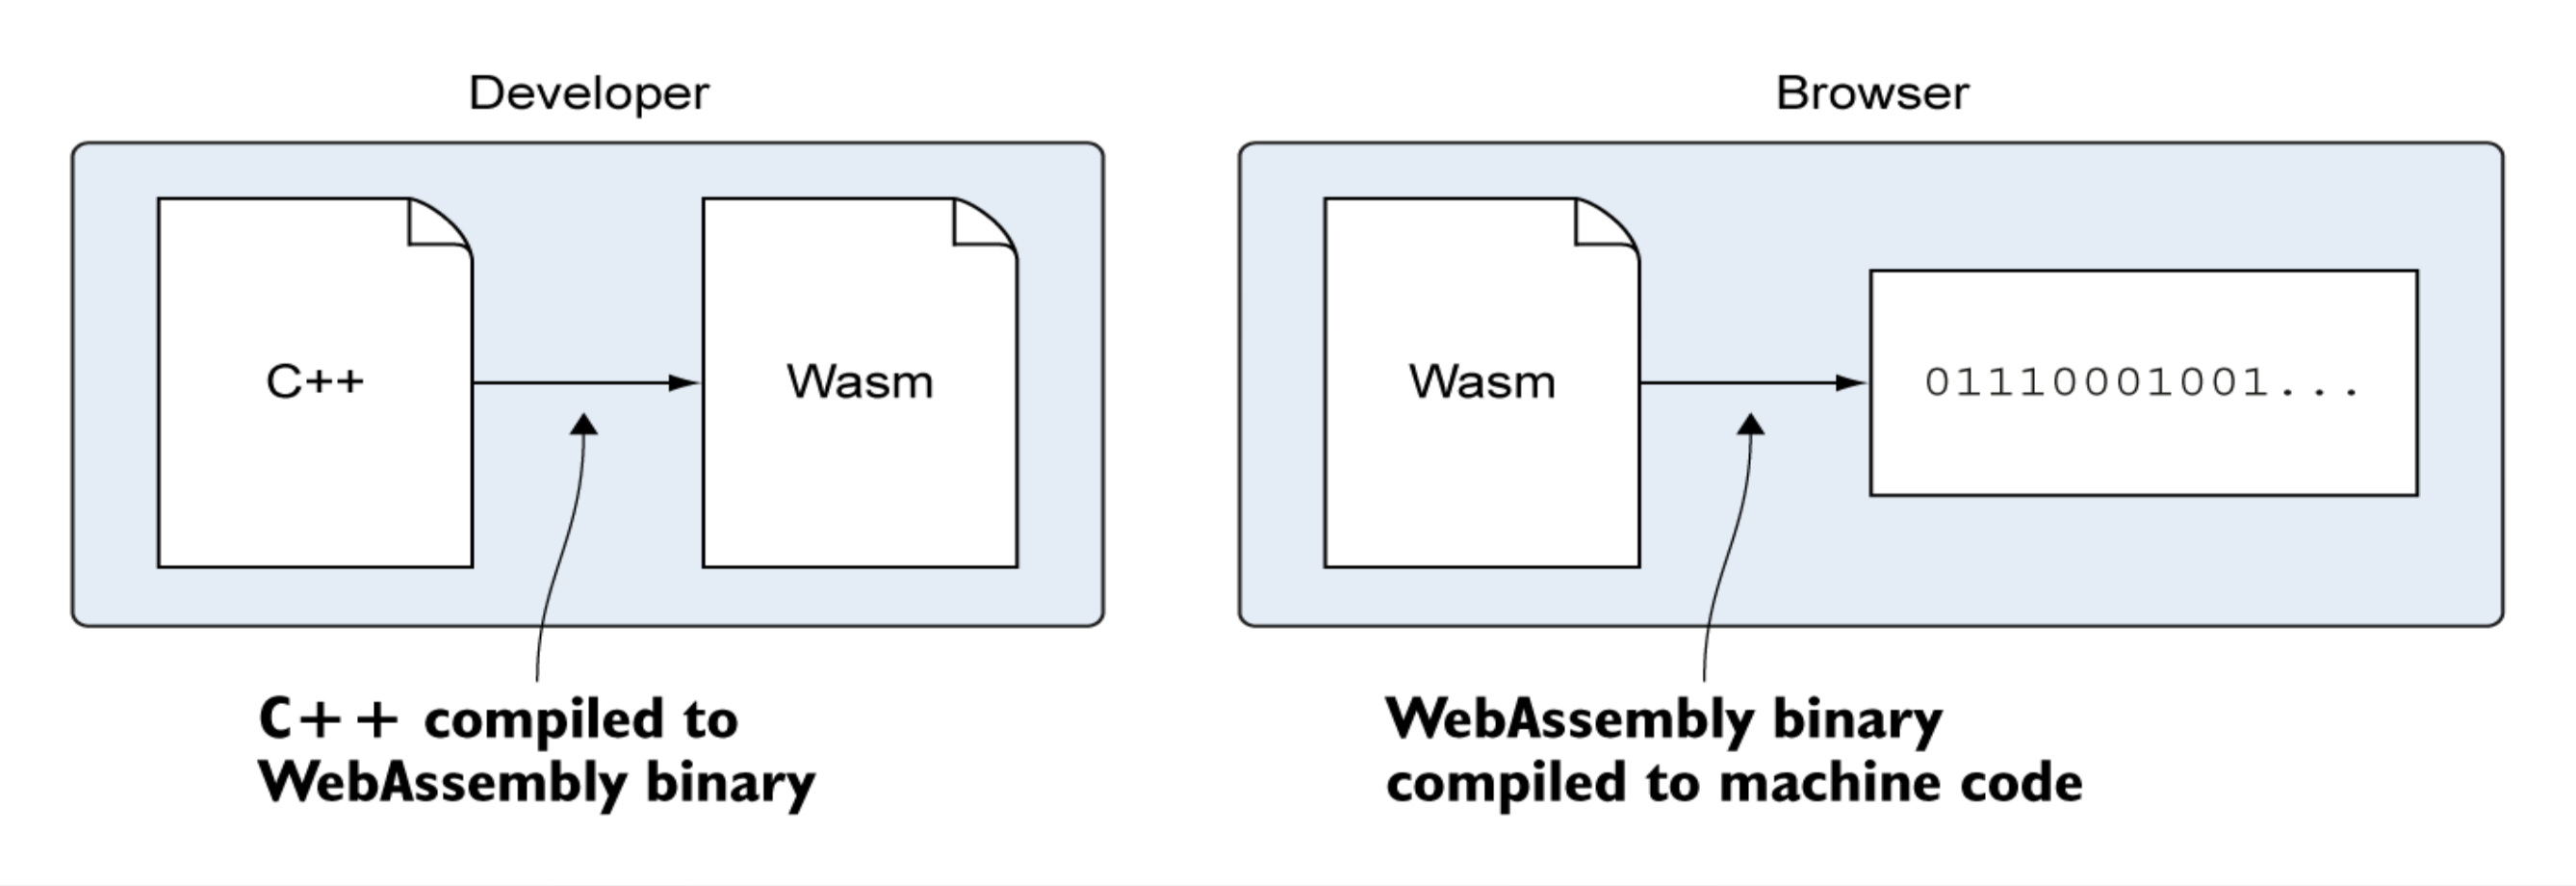 Developer
Browser
C++
Wasm
Wasm
01110001001...
C++ compiled to
WebAssembly binary
WebAssembly binary
compiled to machine code